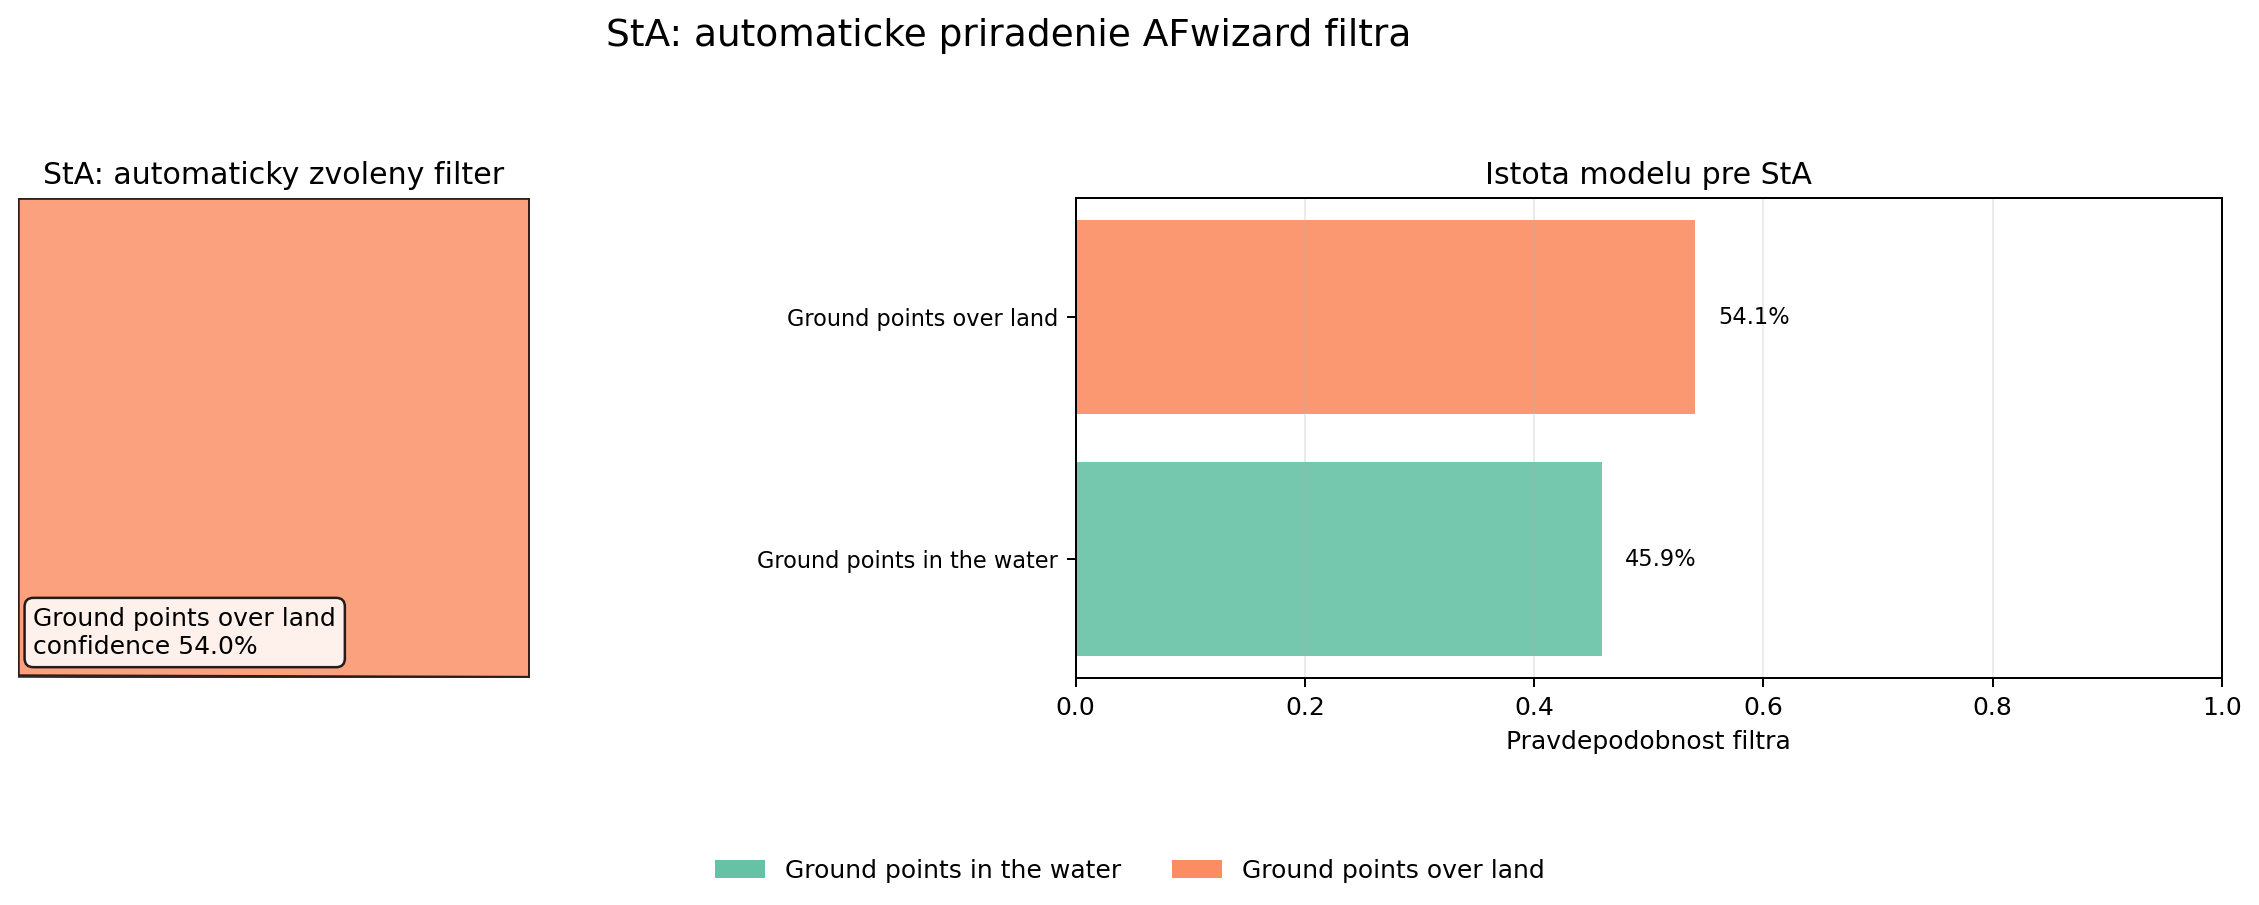 StA: automaticke priradenie AFwizard filtra
StA: automaticky zvoleny filter
Ground points over land
confidence 54.0%
Istota modelu pre StA
Ground points over land
54.1%
Ground points in the water
45.9%
0.0 0.2 0.4 0.6 0.8 1.0
Pravdepodobnost filtra
Ground points in the water Ground points over land